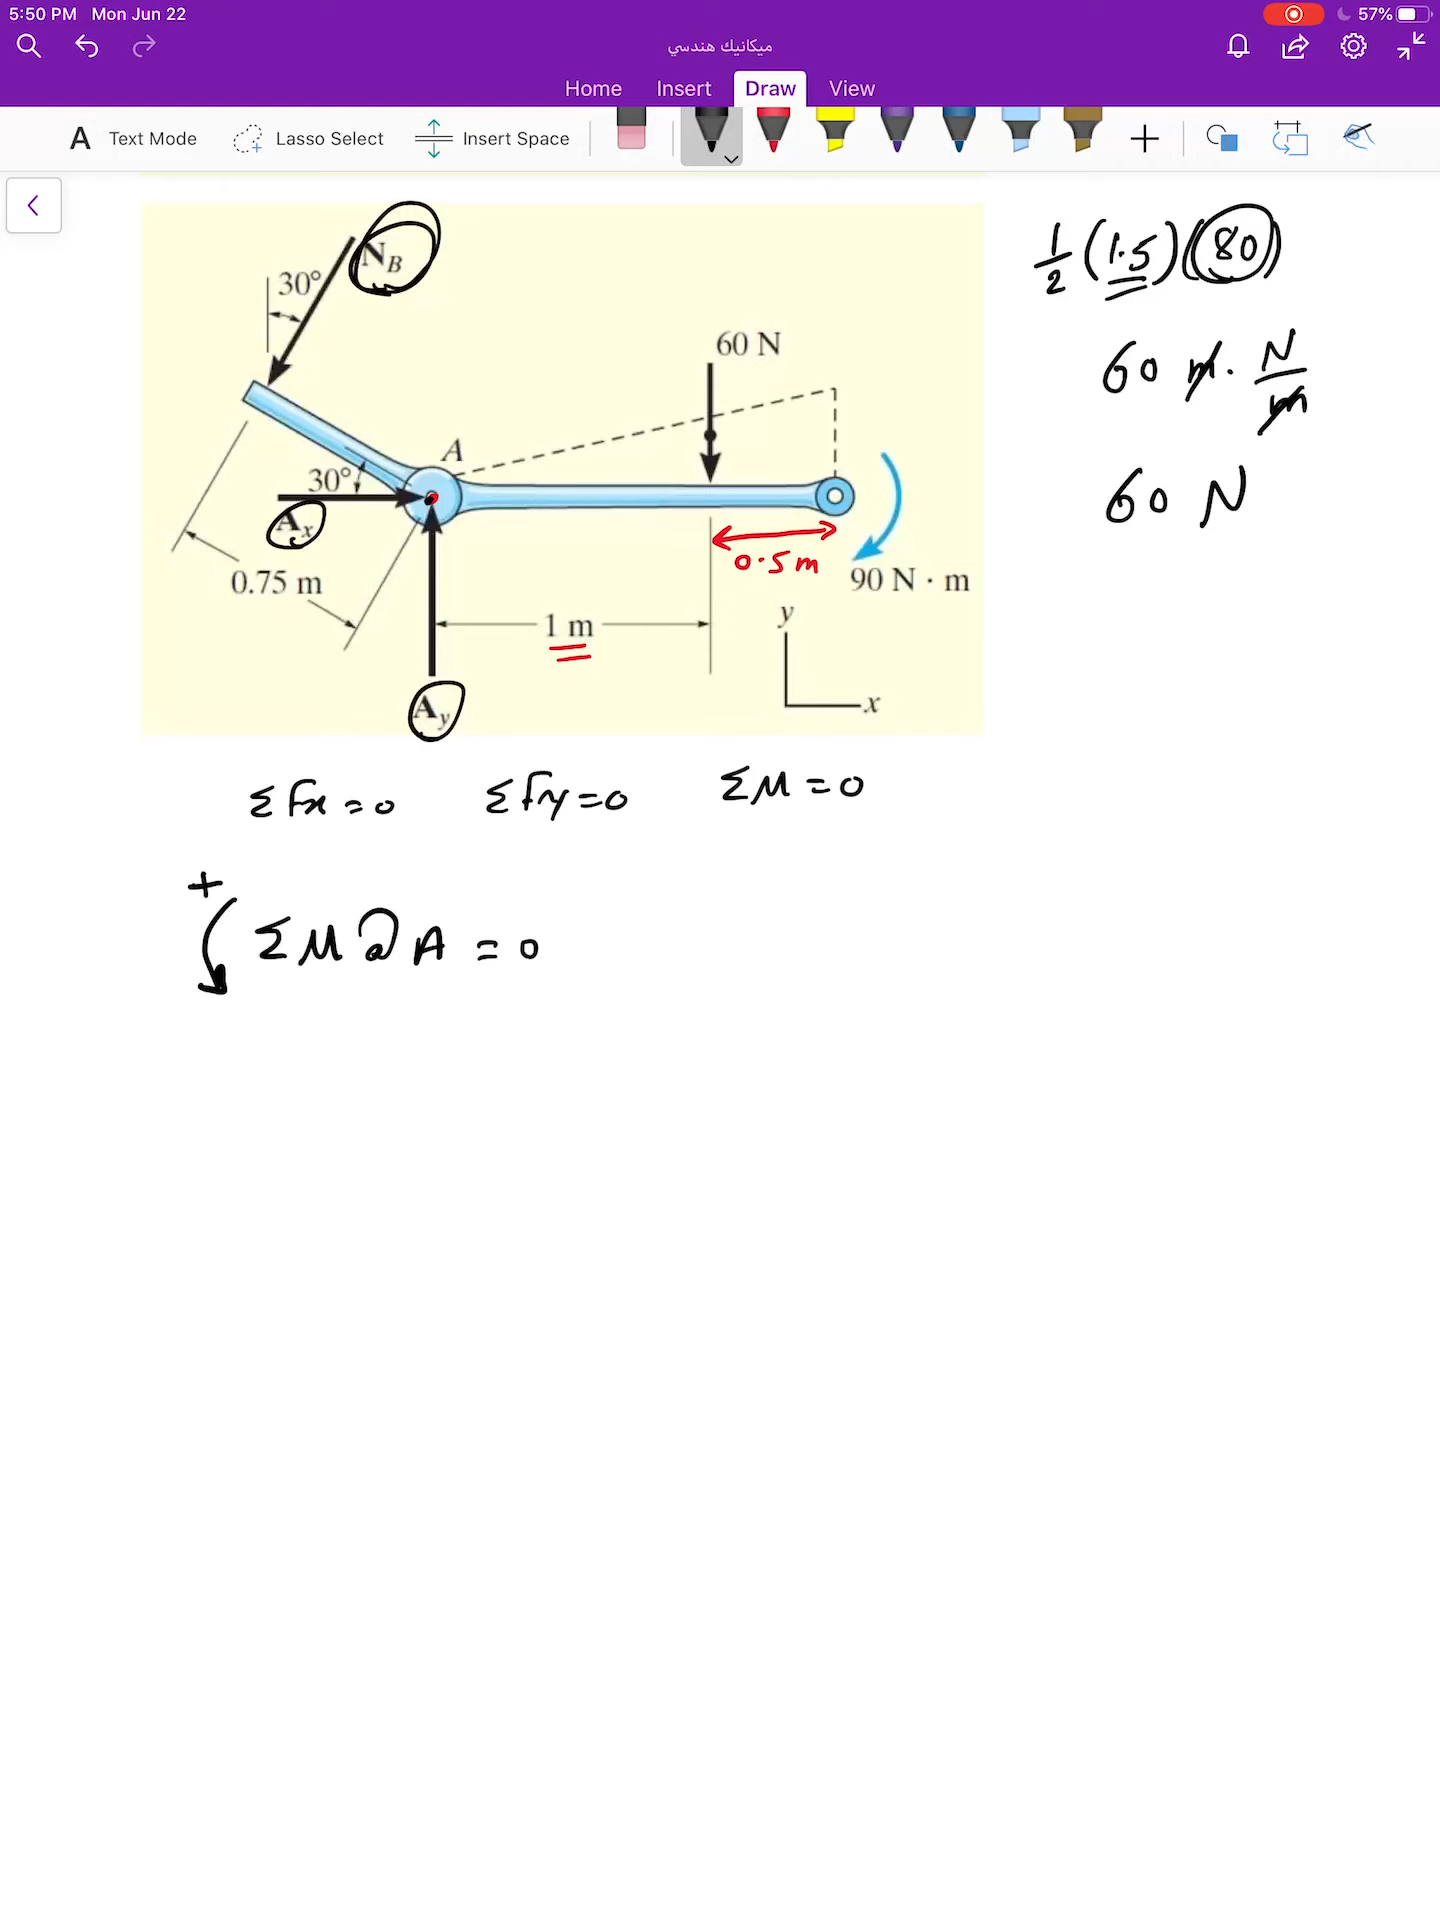 5:50 PM Mon Jun 22
57%
ميكانيك هندسي
Home Insert Draw View
A Text Mode Lasso Select Insert Space
N_B
30°
60 N
A
30°
A_x
0.75 m
0.5 m
90 N · m
1 m
y
x
A_y
1/2 (1.5)(80)
60 m · N/m
60 N
ΣFx = 0 ΣFy = 0 ΣM = 0
+
ΣM @ A = 0